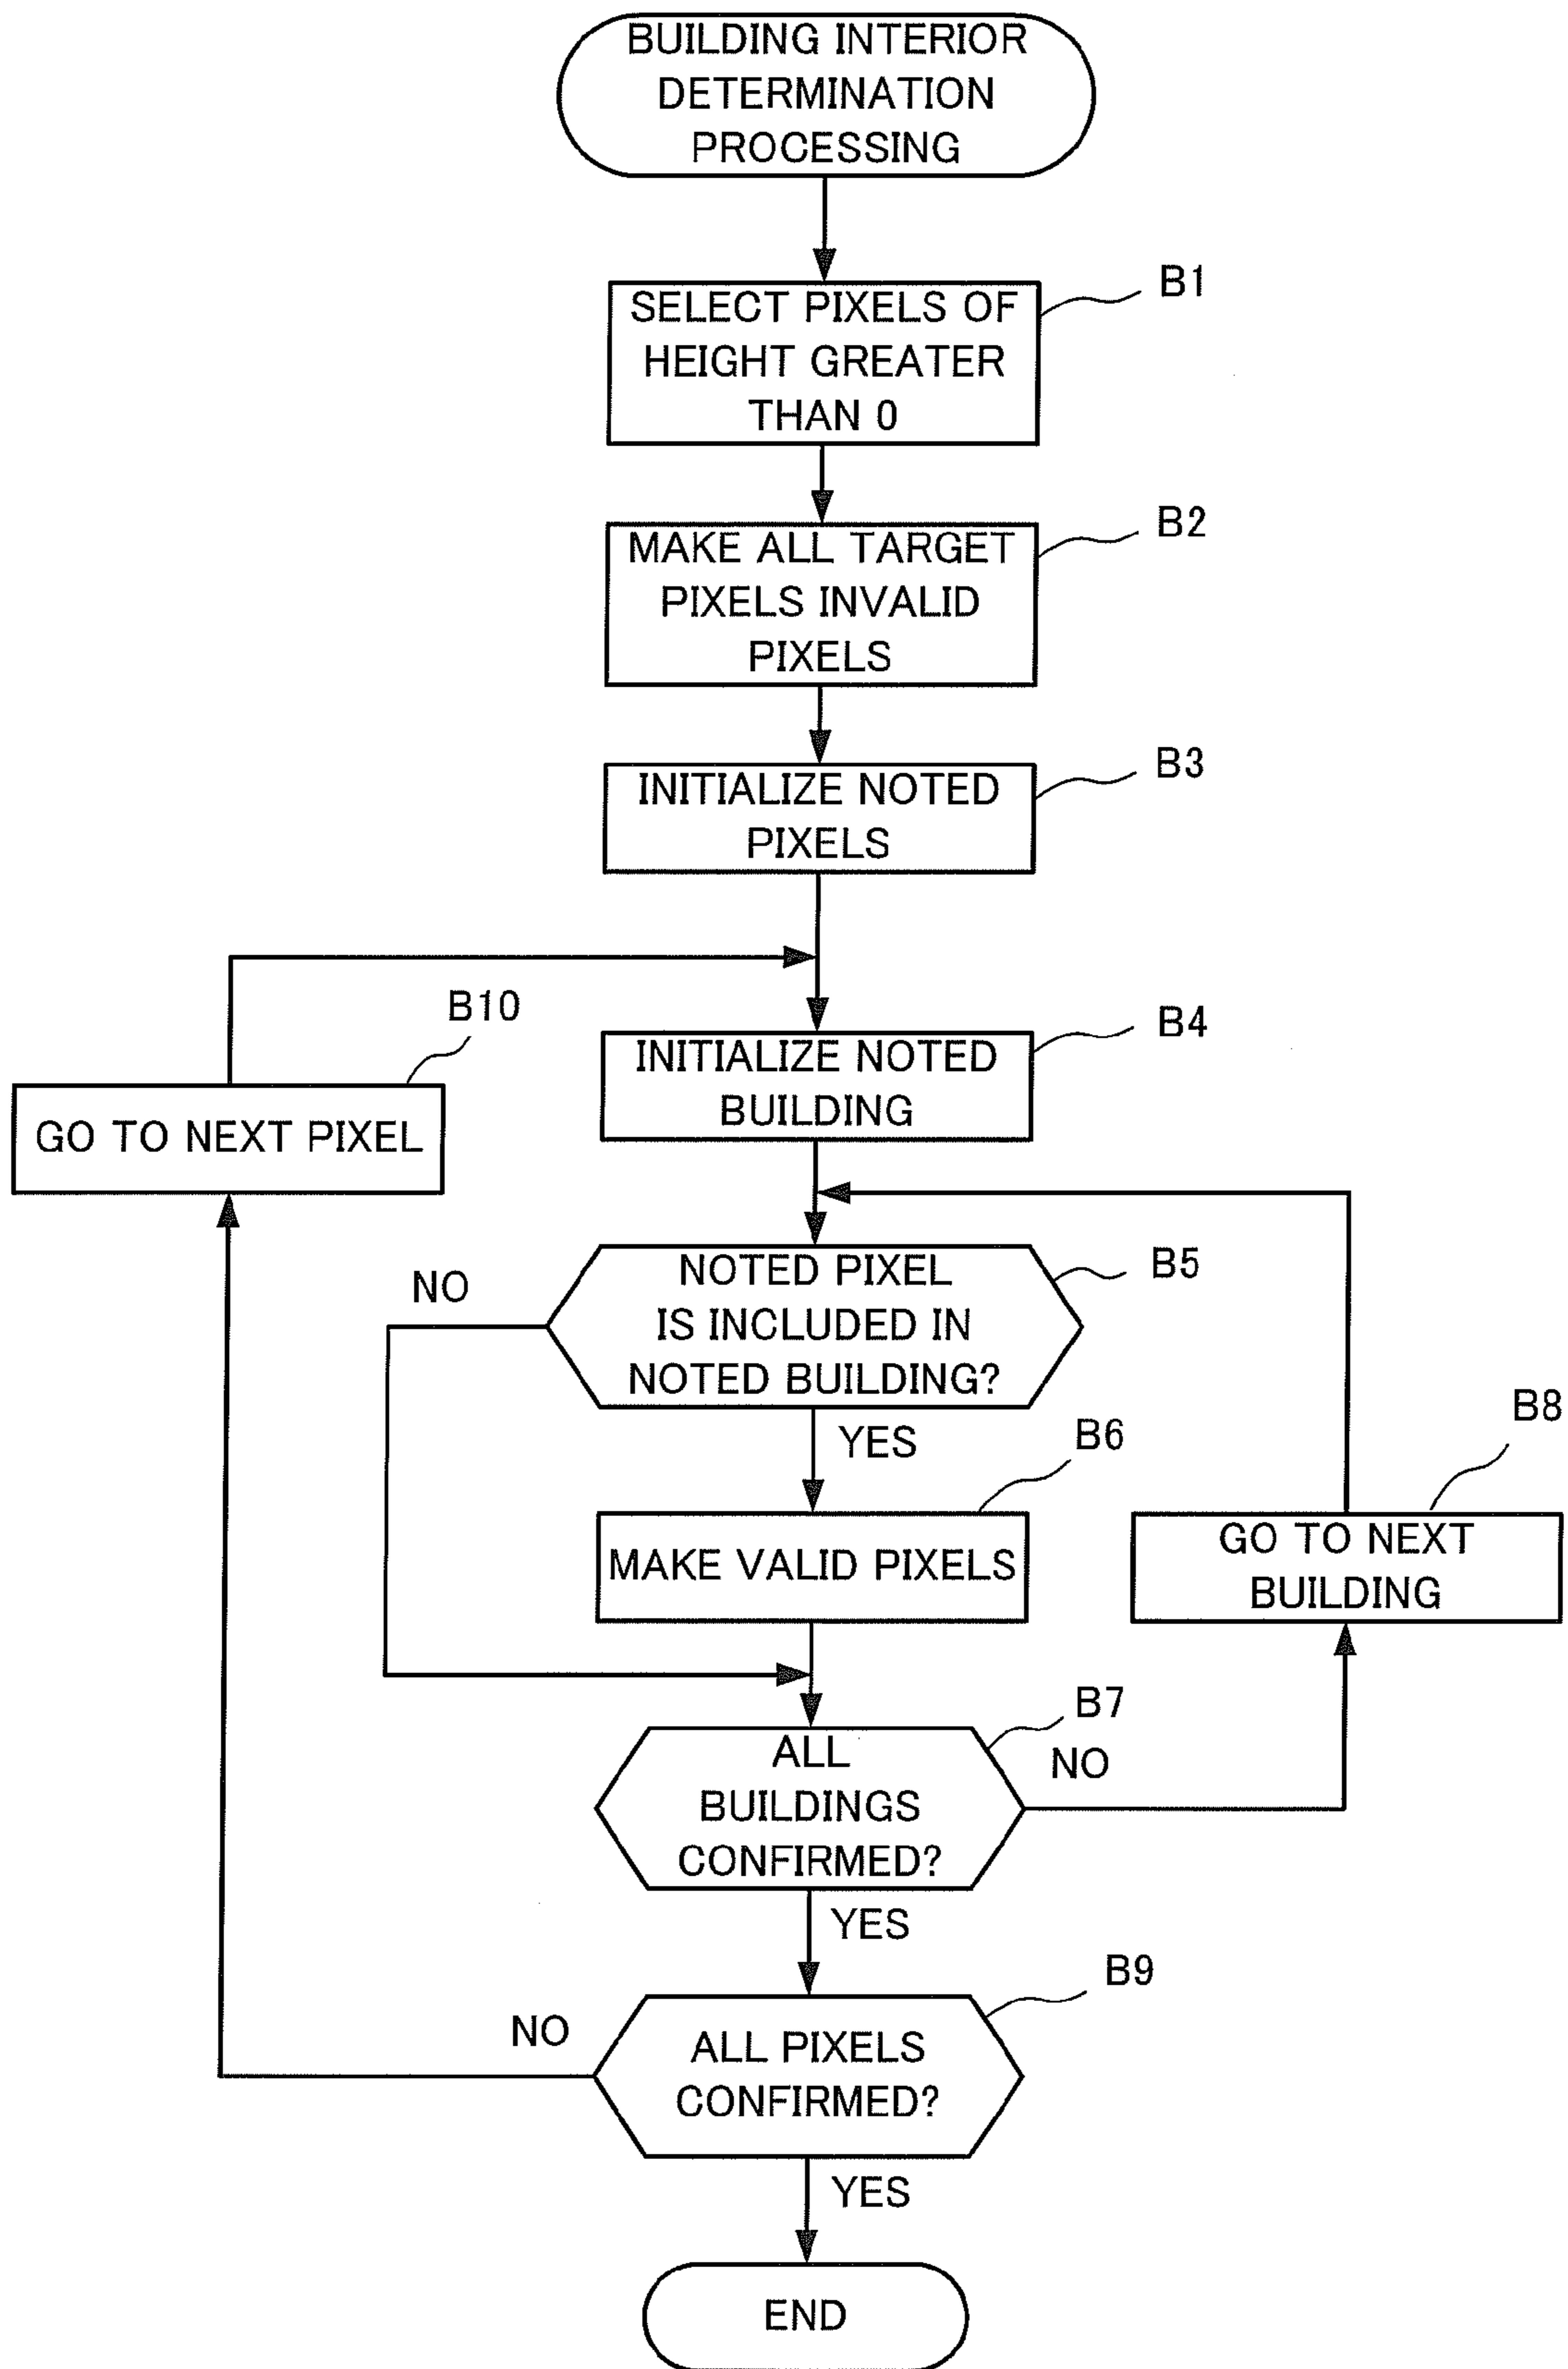 BUILDING INTERIOR
DETERMINATION
PROCESSING
B1
SELECT PIXELS OF
HEIGHT GREATER
THAN 0
B2
MAKE ALL TARGET
PIXELS INVALID
PIXELS
B3
INITIALIZE NOTED
PIXELS
B10
GO TO NEXT PIXEL
B4
INITIALIZE NOTED
BUILDING
B5
NO
NOTED PIXEL
IS INCLUDED IN
NOTED BUILDING?
YES
B6
MAKE VALID PIXELS
B8
GO TO NEXT
BUILDING
B7
ALL
BUILDINGS
CONFIRMED?
NO
YES
B9
NO
ALL PIXELS
CONFIRMED?
YES
END